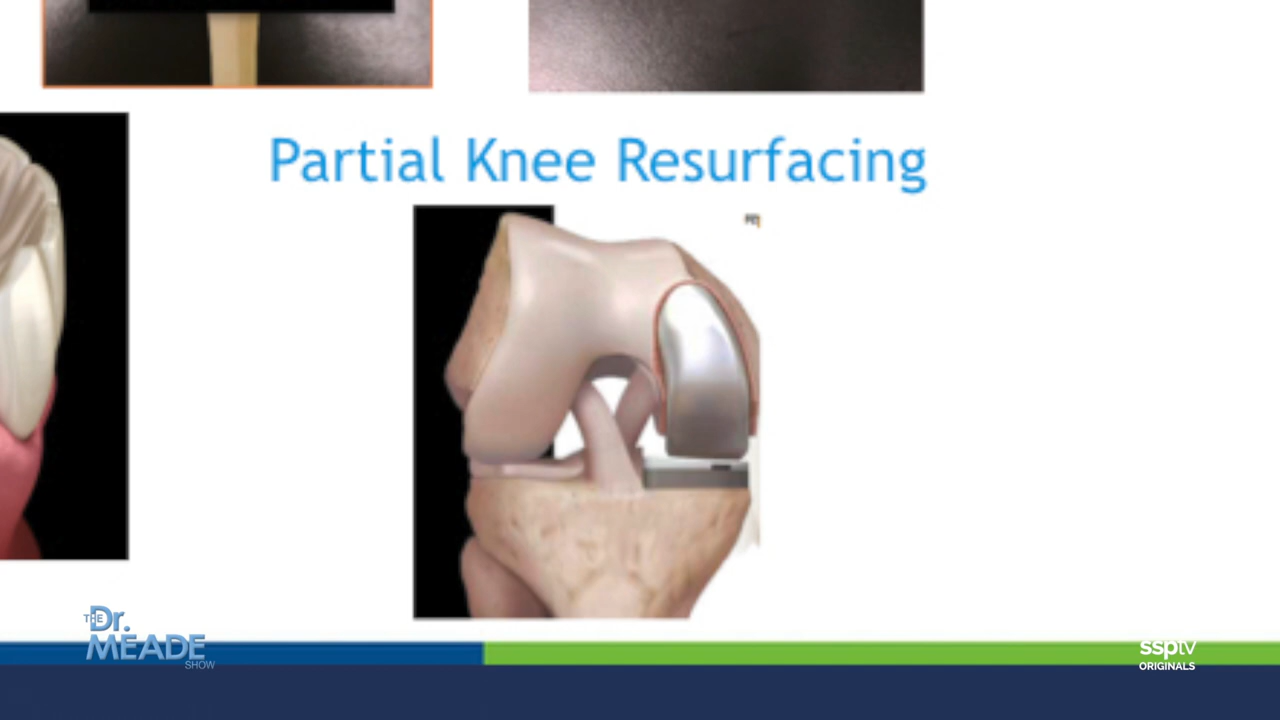 Partial Knee Resurfacing
THE Dr.
MEADE
SHOW
ssptv
ORIGINALS